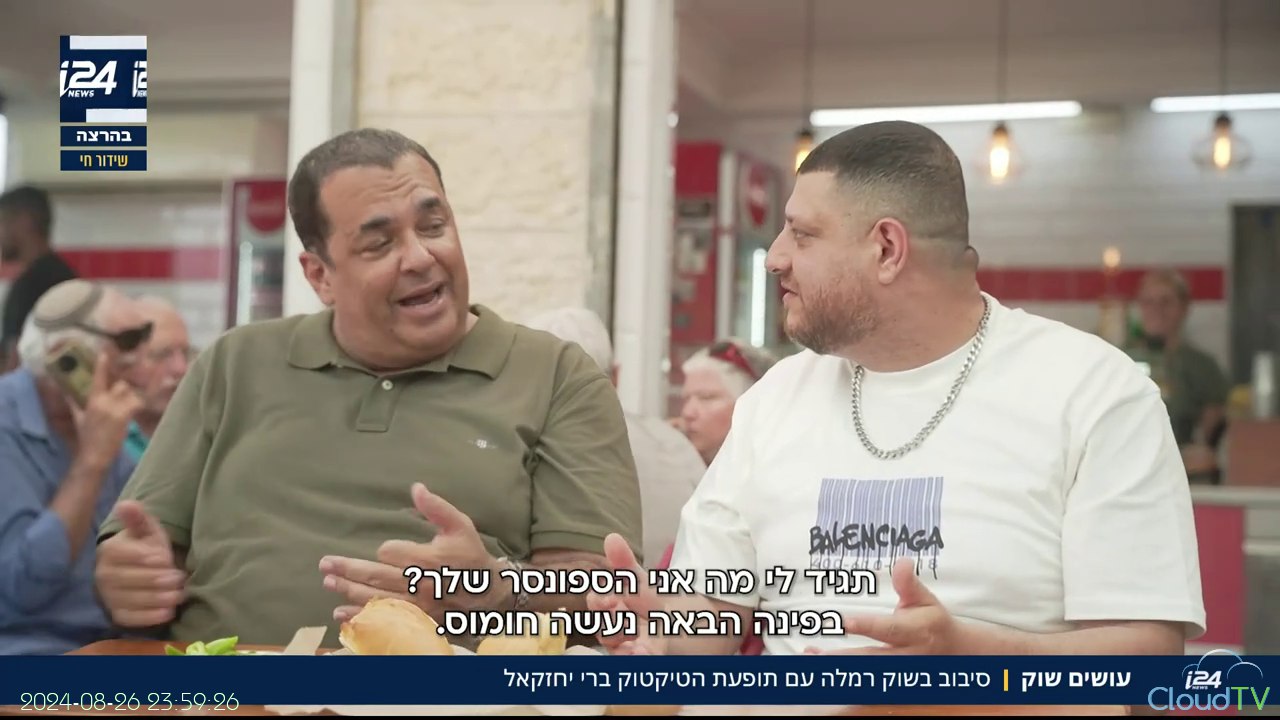 i24
NEWS
בהרצה
שידור חי
BALENCIAGA
תגיד לי מה אני הספונסר שלך?
בפינה הבאה נעשה חומוס.
עושים שוק | סיבוב בשוק רמלה עם תופעת הטיקטוק ברי יחזקאל
i24
NEWS
CloudTV
2024-08-26 23:59:26